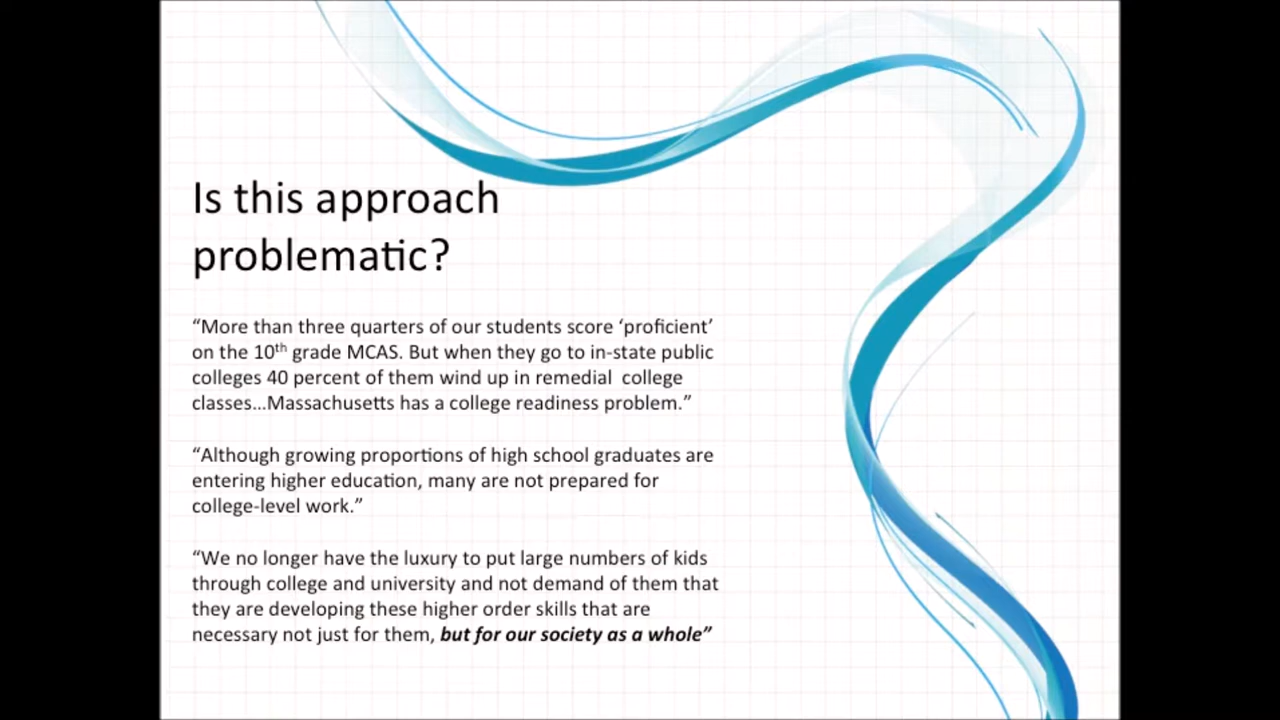 Is this approach
problematic?
“More than three quarters of our students score ‘proficient’
on the 10th grade MCAS. But when they go to in-state public
colleges 40 percent of them wind up in remedial  college
classes…Massachusetts has a college readiness problem.”
“Although growing proportions of high school graduates are
entering higher education, many are not prepared for
college-level work.”
“We no longer have the luxury to put large numbers of kids
through college and university and not demand of them that
they are developing these higher order skills that are
necessary not just for them, but for our society as a whole”